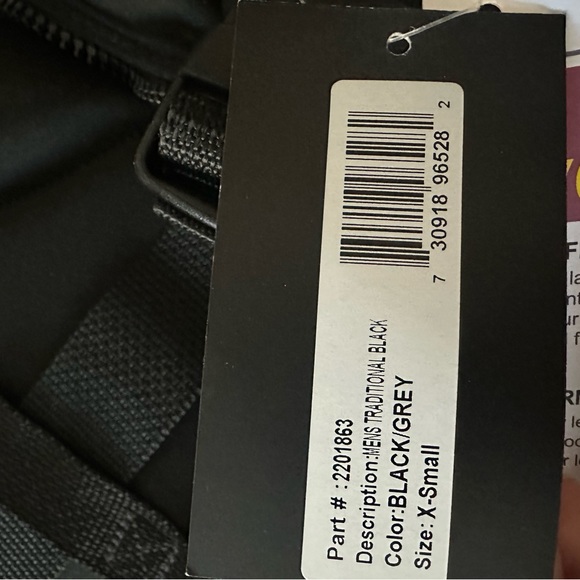 7 30918 96528 2
Part # : 2201863
Description:MENS TRADITIONAL BLACK
Color:BLACK/GREY
Size: X-Small